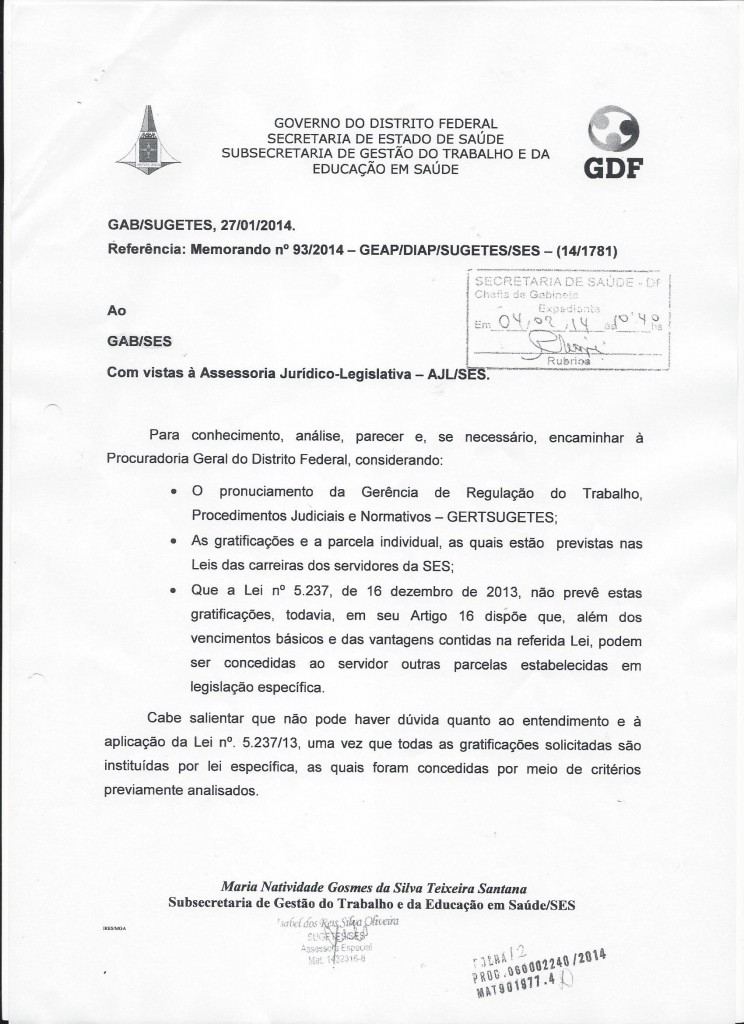 GOVERNO DO DISTRITO FEDERAL
SECRETARIA DE ESTADO DE SAÚDE
SUBSECRETARIA DE GESTÃO DO TRABALHO E DA
EDUCAÇÃO EM SAÚDE
GDF
GAB/SUGETES, 27/01/2014.
Referência: Memorando nº 93/2014 – GEAP/DIAP/SUGETES/SES – (14/1781)
SECRETARIA DE SAÚDE - DF
Chefia de Gabinete
Expediente
Em 04/02/14 às 10:40 hs
Rubrica
Ao
GAB/SES
Com vistas à Assessoria Jurídico-Legislativa – AJL/SES.
Para conhecimento, análise, parecer e, se necessário, encaminhar à
Procuradoria Geral do Distrito Federal, considerando:
• O pronuciamento da Gerência de Regulação do Trabalho,
Procedimentos Judiciais e Normativos – GERTSUGETES;
• As gratificações e a parcela individual, as quais estão previstas nas
Leis das carreiras dos servidores da SES;
• Que a Lei nº 5.237, de 16 dezembro de 2013, não prevê estas
gratificações, todavia, em seu Artigo 16 dispõe que, além dos
vencimentos básicos e das vantagens contidas na referida Lei, podem
ser concedidas ao servidor outras parcelas estabelecidas em
legislação específica.
Cabe salientar que não pode haver dúvida quanto ao entendimento e à
aplicação da Lei nº. 5.237/13, uma vez que todas as gratificações solicitadas são
instituídas por lei específica, as quais foram concedidas por meio de critérios
previamente analisados.
Maria Natividade Gosmes da Silva Teixeira Santana
Subsecretaria de Gestão do Trabalho e da Educação em Saúde/SES
Isabel dos Reis Silva Oliveira
SUGETES/SES
Assessora Especial
Mat.
FOLHA 12
PROC.060002240/2014
MAT901977.4